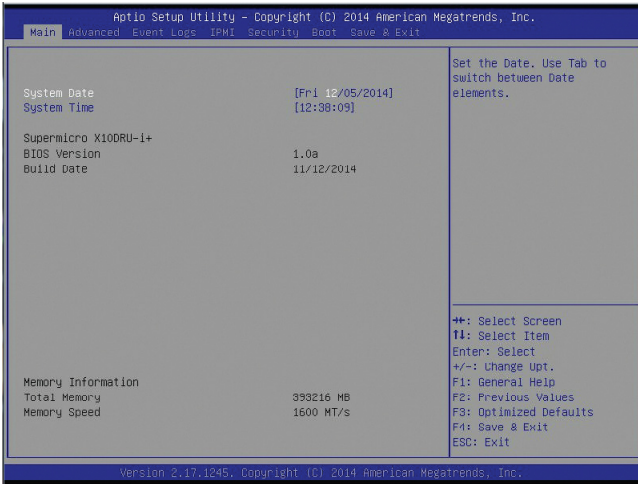 Aptio Setup Utility – Copyright (C) 2014 American Megatrends, Inc.
Main Advanced Event Logs IPMI Security Boot Save & Exit
System Date [Fri 12/05/2014]
System Time [12:38:09]
Supermicro X10DRU-i+
BIOS Version 1.0a
Build Date 11/12/2014
Memory Information
Total Memory 393216 MB
Memory Speed 1600 MT/s
Set the Date. Use Tab to
switch between Date
elements.
→←: Select Screen
↑↓: Select Item
Enter: Select
+/-: Change Opt.
F1: General Help
F2: Previous Values
F3: Optimized Defaults
F4: Save & Exit
ESC: Exit
Version 2.17.1245. Copyright (C) 2014 American Megatrends, Inc.